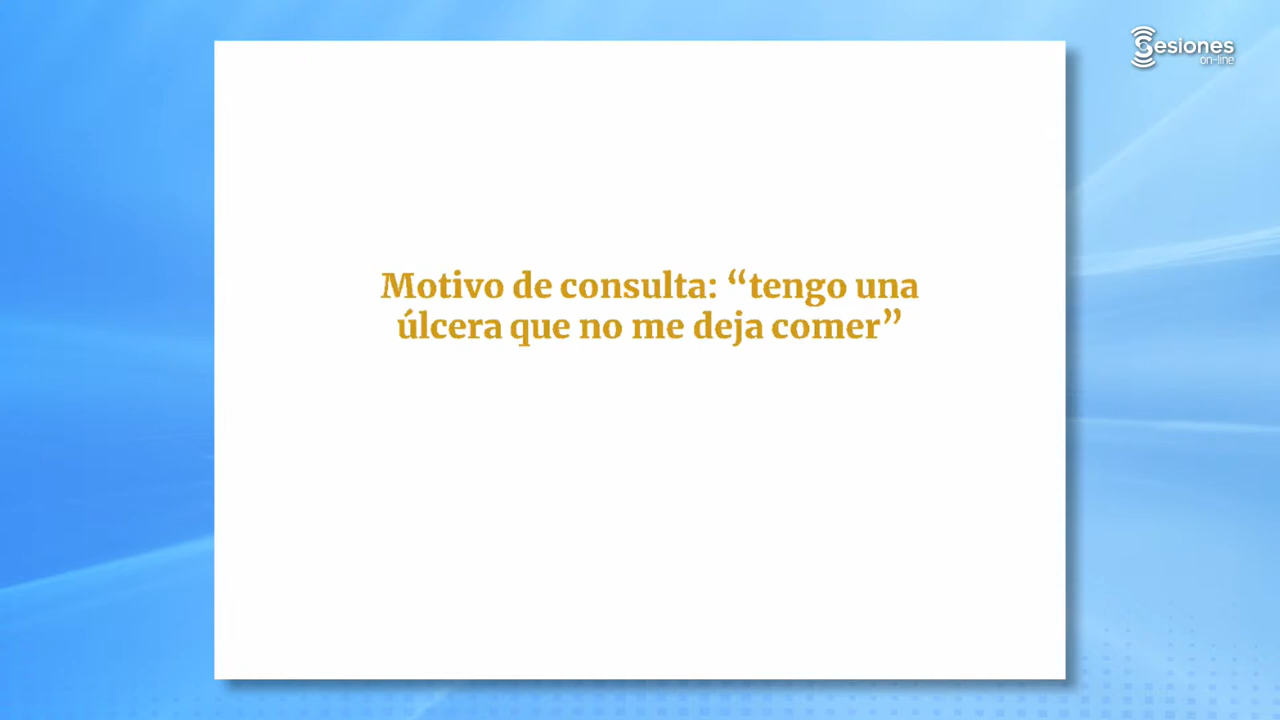 Sesiones
on-line
Motivo de consulta: “tengo una
úlcera que no me deja comer”